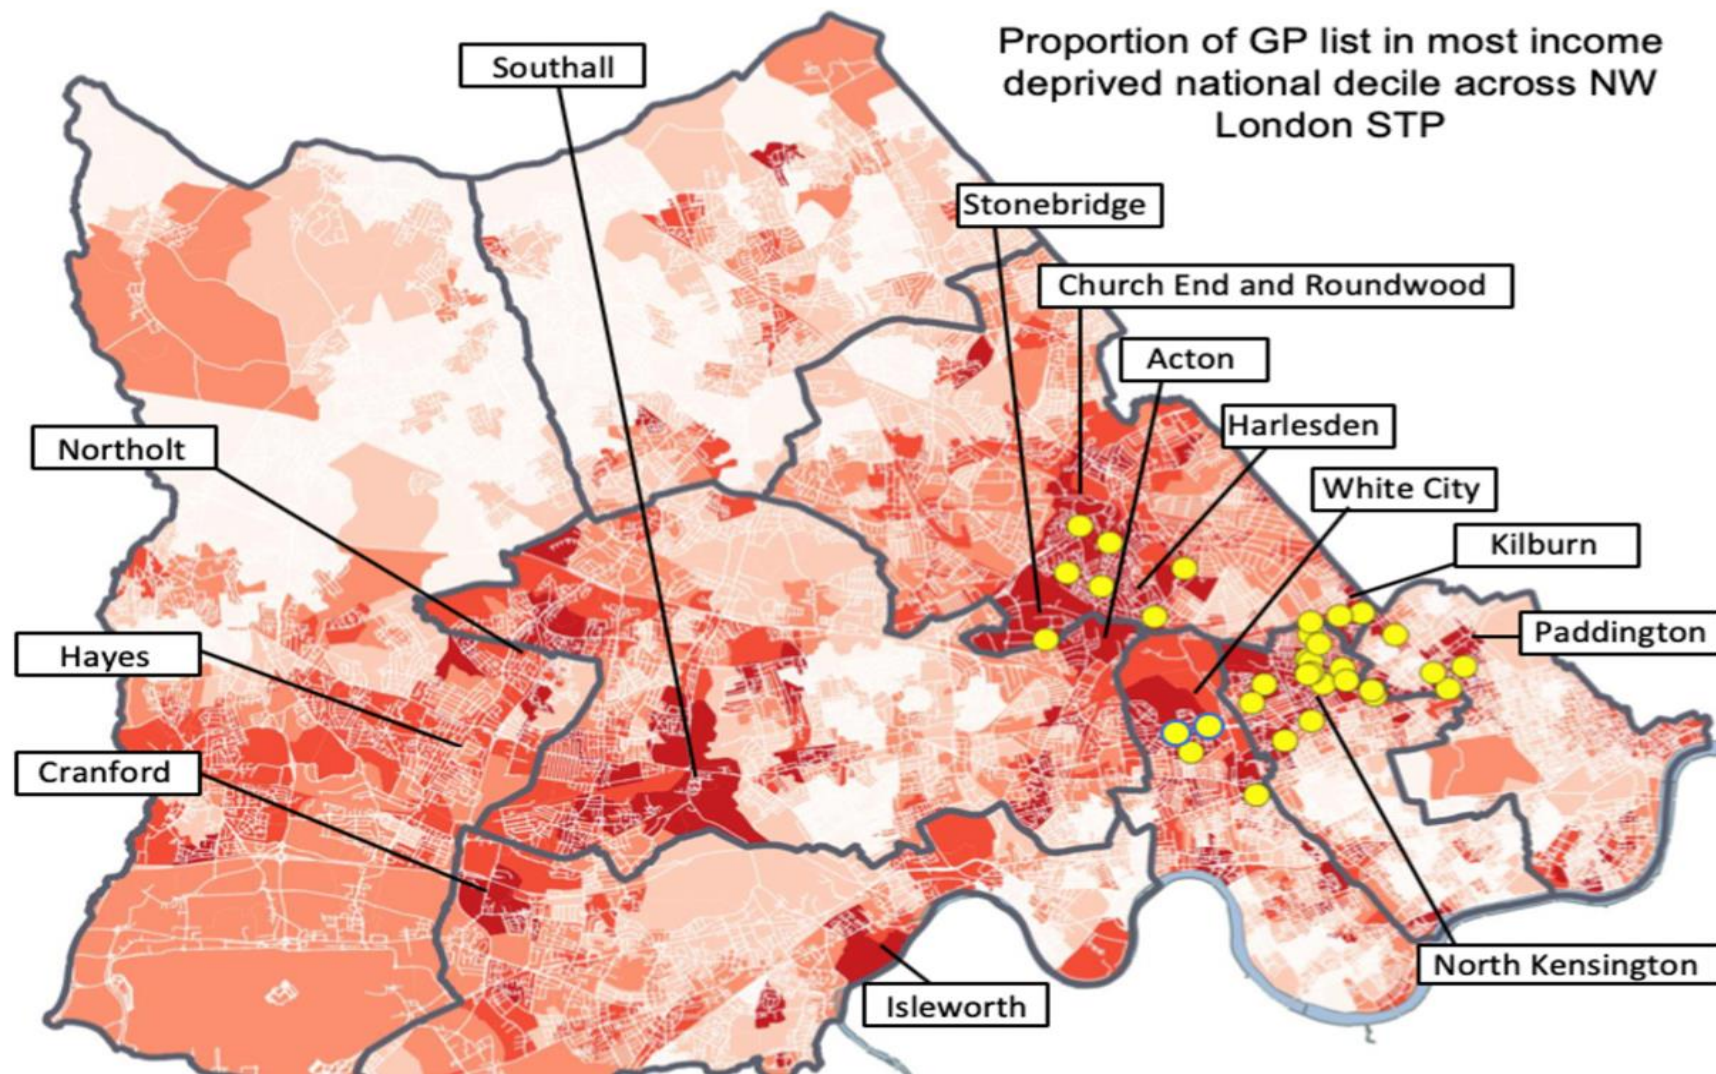 Proportion of GP list in most income
deprived national decile across NW
London STP
Southall
Stonebridge
Church End and Roundwood
Acton
Harlesden
Northolt
White City
Kilburn
Paddington
Hayes
Cranford
North Kensington
Isleworth